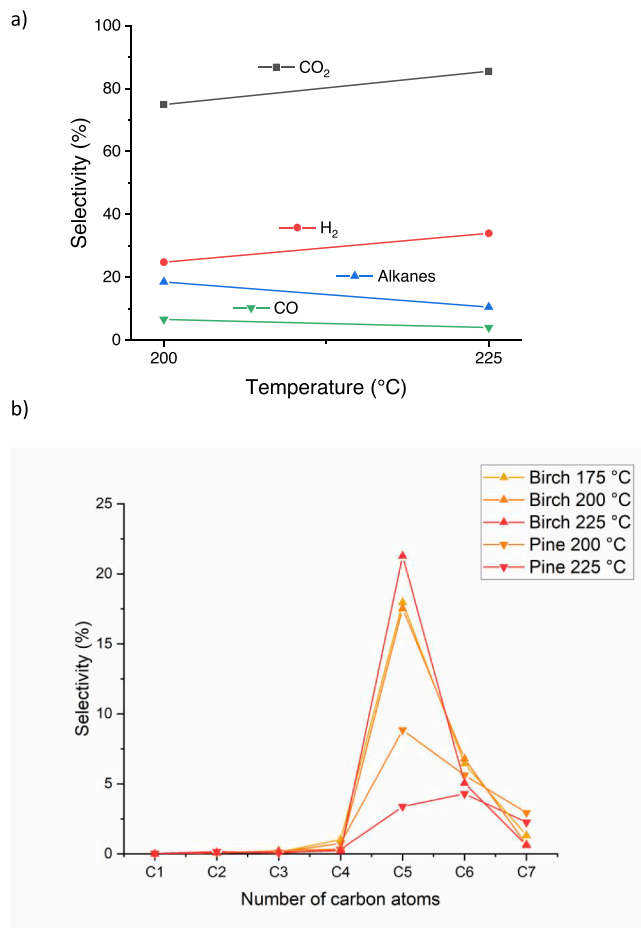 a)
100
80
60
40
20
0
Selectivity (%)
CO₂
H₂
Alkanes
CO
200
225
Temperature (°C)
b)
Birch 175 °C
Birch 200 °C
Birch 225 °C
Pine 200 °C
Pine 225 °C
25
20
15
10
5
0
Selectivity (%)
C1 C2 C3 C4 C5 C6 C7
Number of carbon atoms